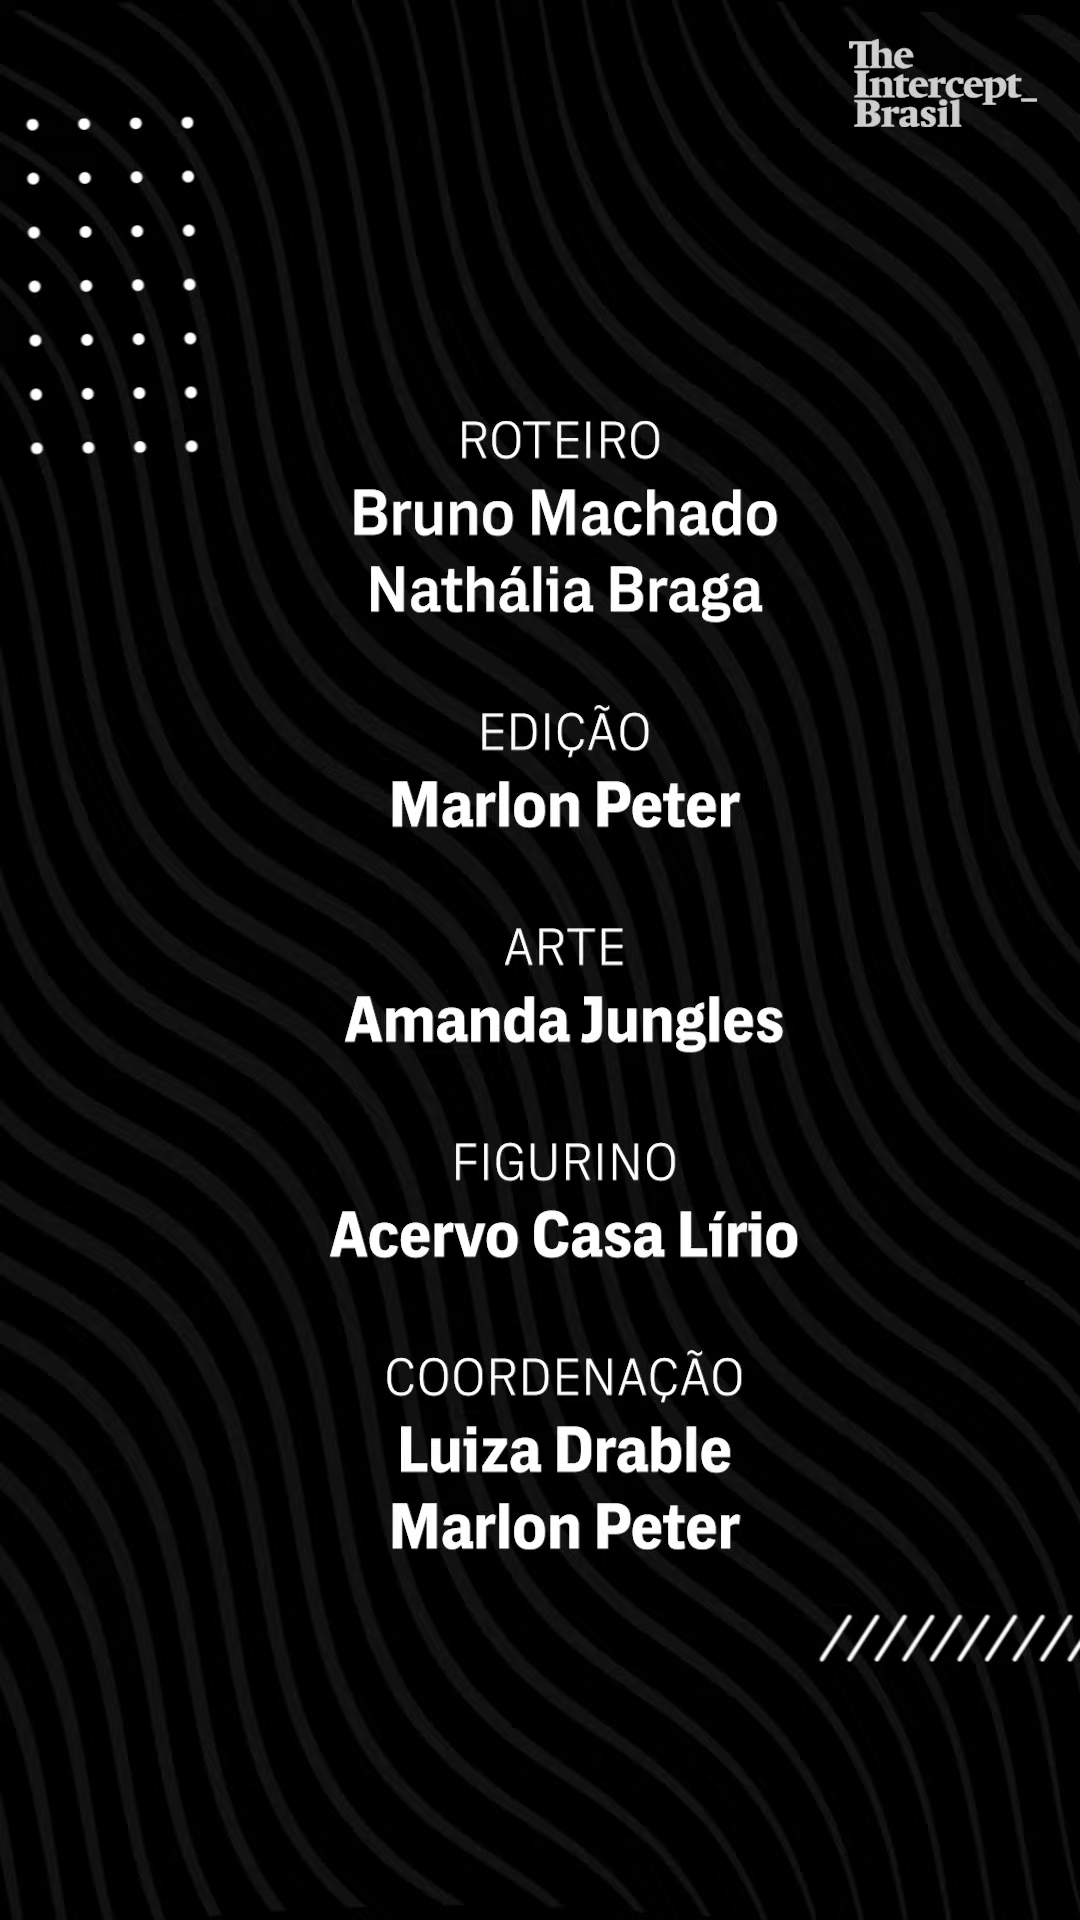 The
Intercept_
Brasil
ROTEIRO
Bruno Machado
Nathália Braga
EDIÇÃO
Marlon Peter
ARTE
Amanda Jungles
FIGURINO
Acervo Casa Lírio
COORDENAÇÃO
Luiza Drable
Marlon Peter